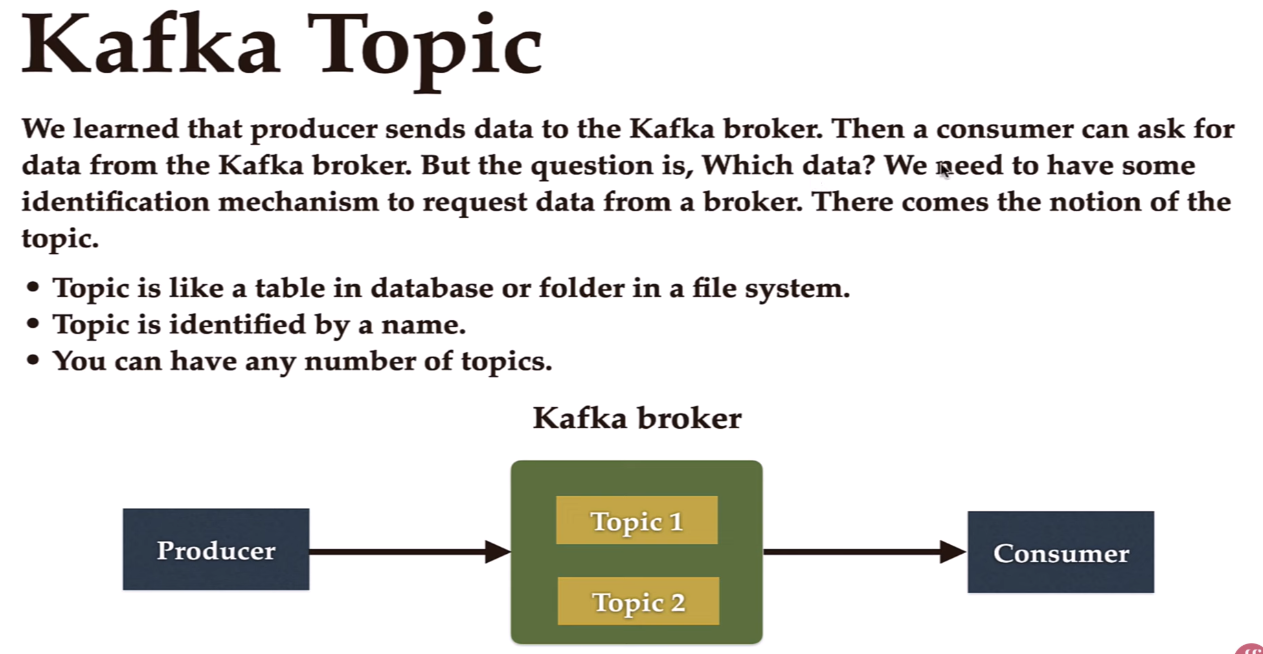 Kafka Topic
We learned that producer sends data to the Kafka broker. Then a consumer can ask for
data from the Kafka broker. But the question is, Which data? We need to have some
identification mechanism to request data from a broker. There comes the notion of the
topic.
• Topic is like a table in database or folder in a file system.
• Topic is identified by a name.
• You can have any number of topics.
Kafka broker
Topic 1
Producer
Consumer
Topic 2